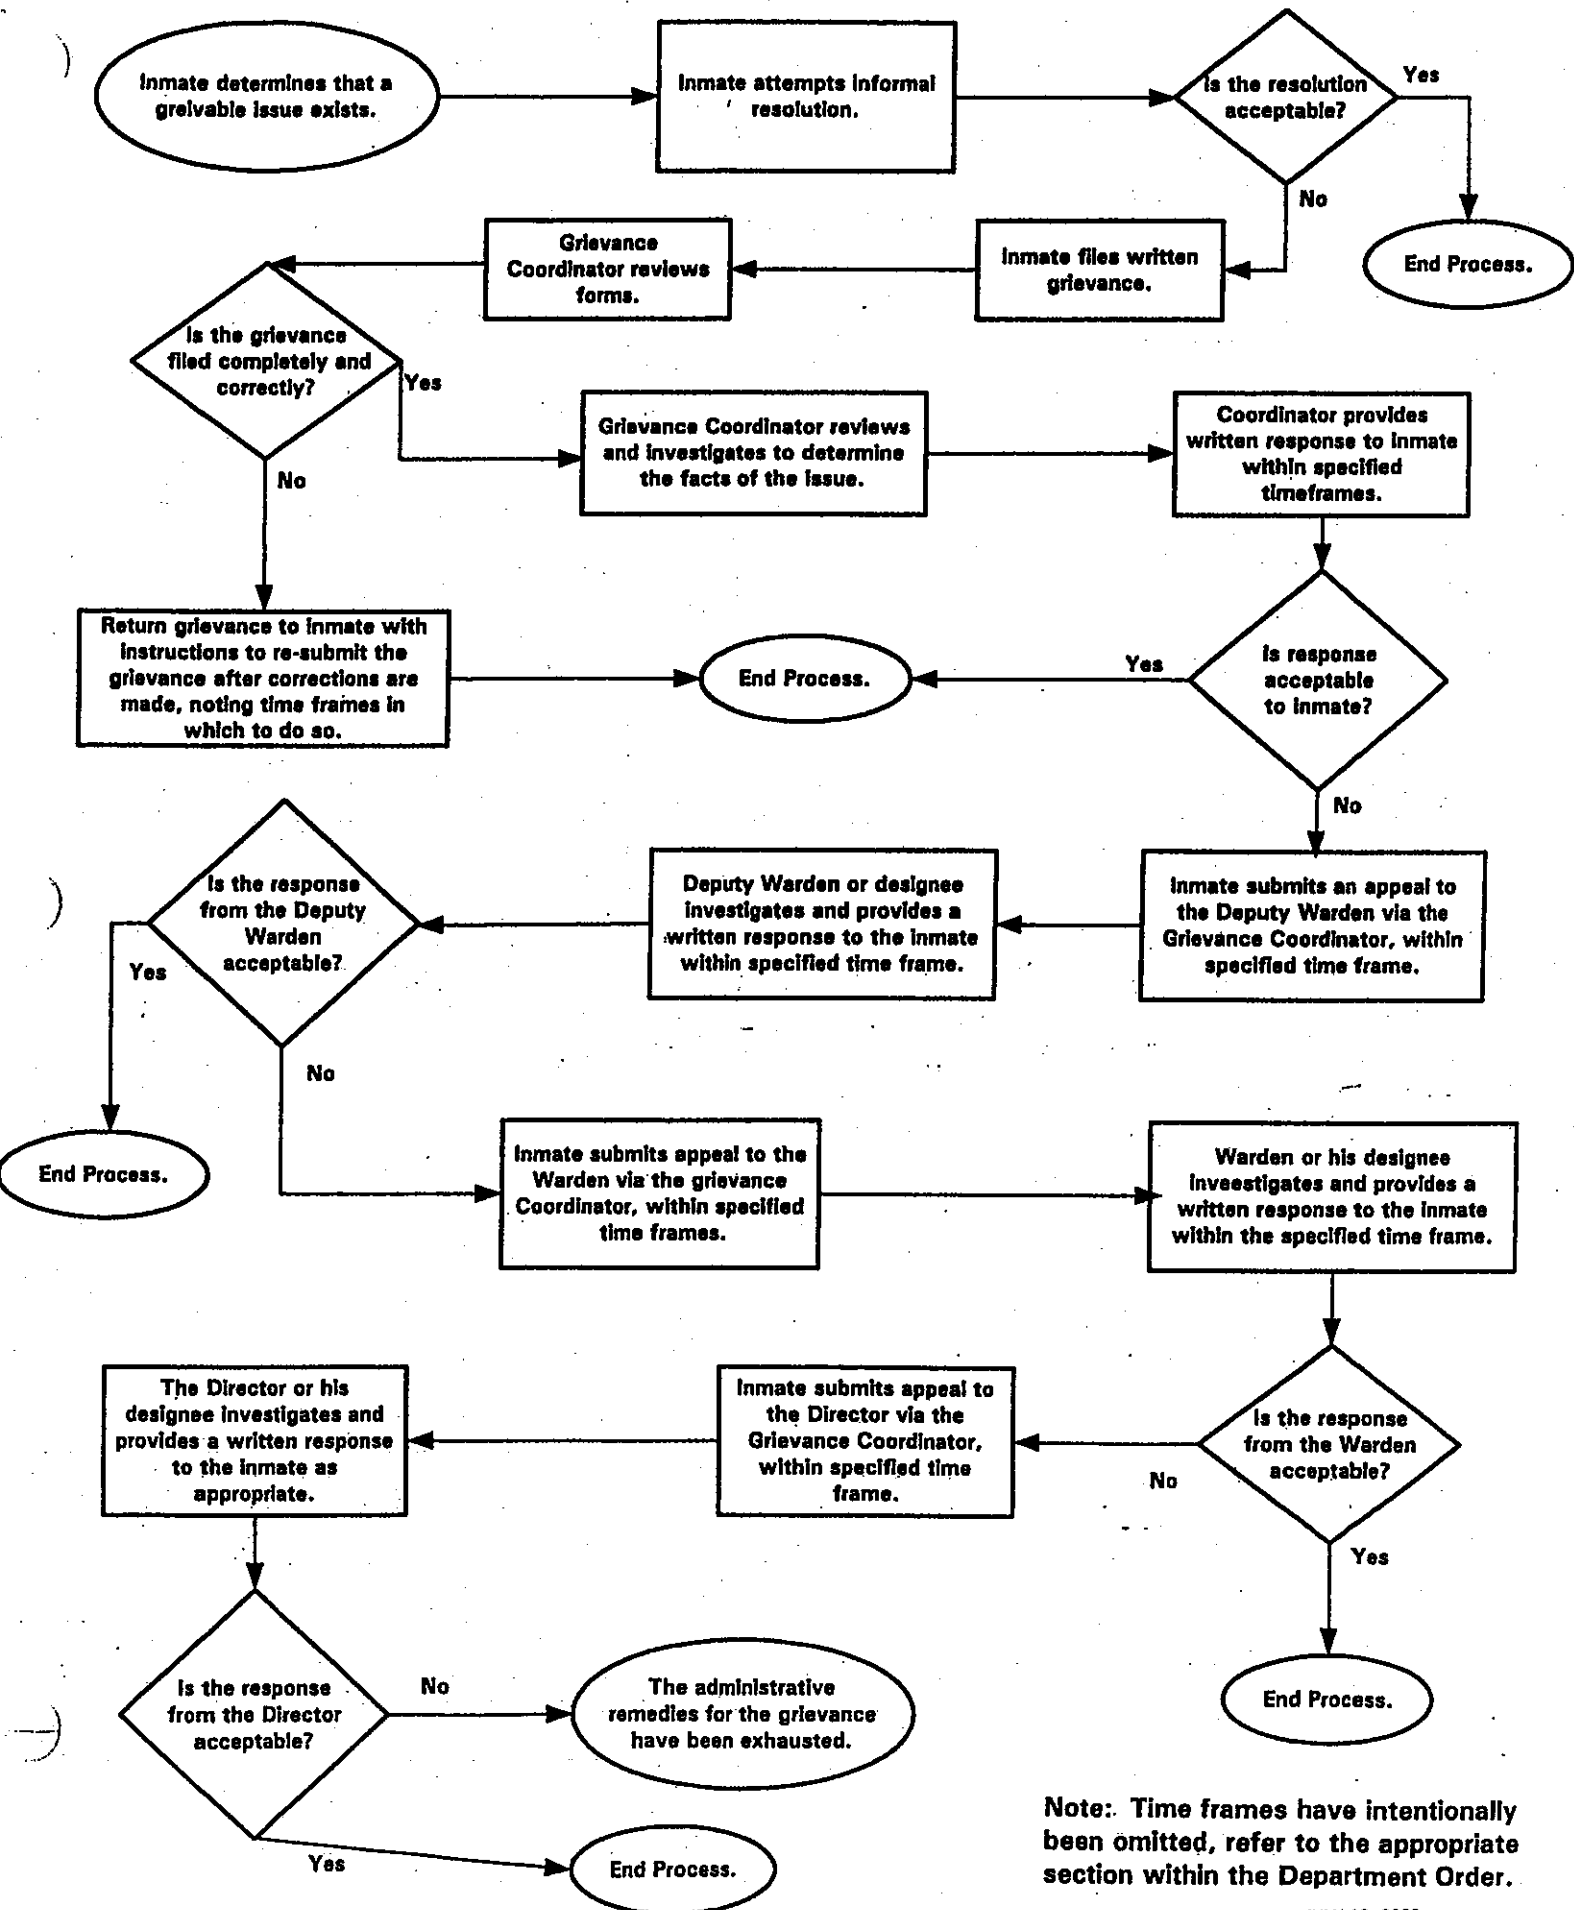 Inmate determines that a
greivable issue exists.
Inmate attempts informal
resolution.
Is the resolution
acceptable?
Yes
No
End Process.
Inmate files written
grievance.
Grievance
Coordinator reviews
forms.
Is the grievance
filed completely and
correctly?
Yes
No
Grievance Coordinator reviews
and investigates to determine
the facts of the issue.
Coordinator provides
written response to inmate
within specified
timeframes.
Return grievance to inmate with
instructions to re-submit the
grievance after corrections are
made, noting time frames in
which to do so.
End Process.
Yes
Is response
acceptable
to inmate?
No
Inmate submits an appeal to
the Deputy Warden via the
Grievance Coordinator, within
specified time frame.
Deputy Warden or designee
investigates and provides a
written response to the inmate
within specified time frame.
Is the response
from the Deputy
Warden
acceptable?
Yes
No
End Process.
Inmate submits appeal to the
Warden via the grievance
Coordinator, within specified
time frames.
Warden or his designee
inveestigates and provides a
written response to the inmate
within the specified time frame.
Is the response
from the Warden
acceptable?
No
Yes
End Process.
Inmate submits appeal to
the Director via the
Grievance Coordinator,
within specified time
frame.
The Director or his
designee investigates and
provides a written response
to the inmate as
appropriate.
Is the response
from the Director
acceptable?
No
The administrative
remedies for the grievance
have been exhausted.
Yes
End Process.
Note: Time frames have intentionally
been omitted, refer to the appropriate
section within the Department Order.